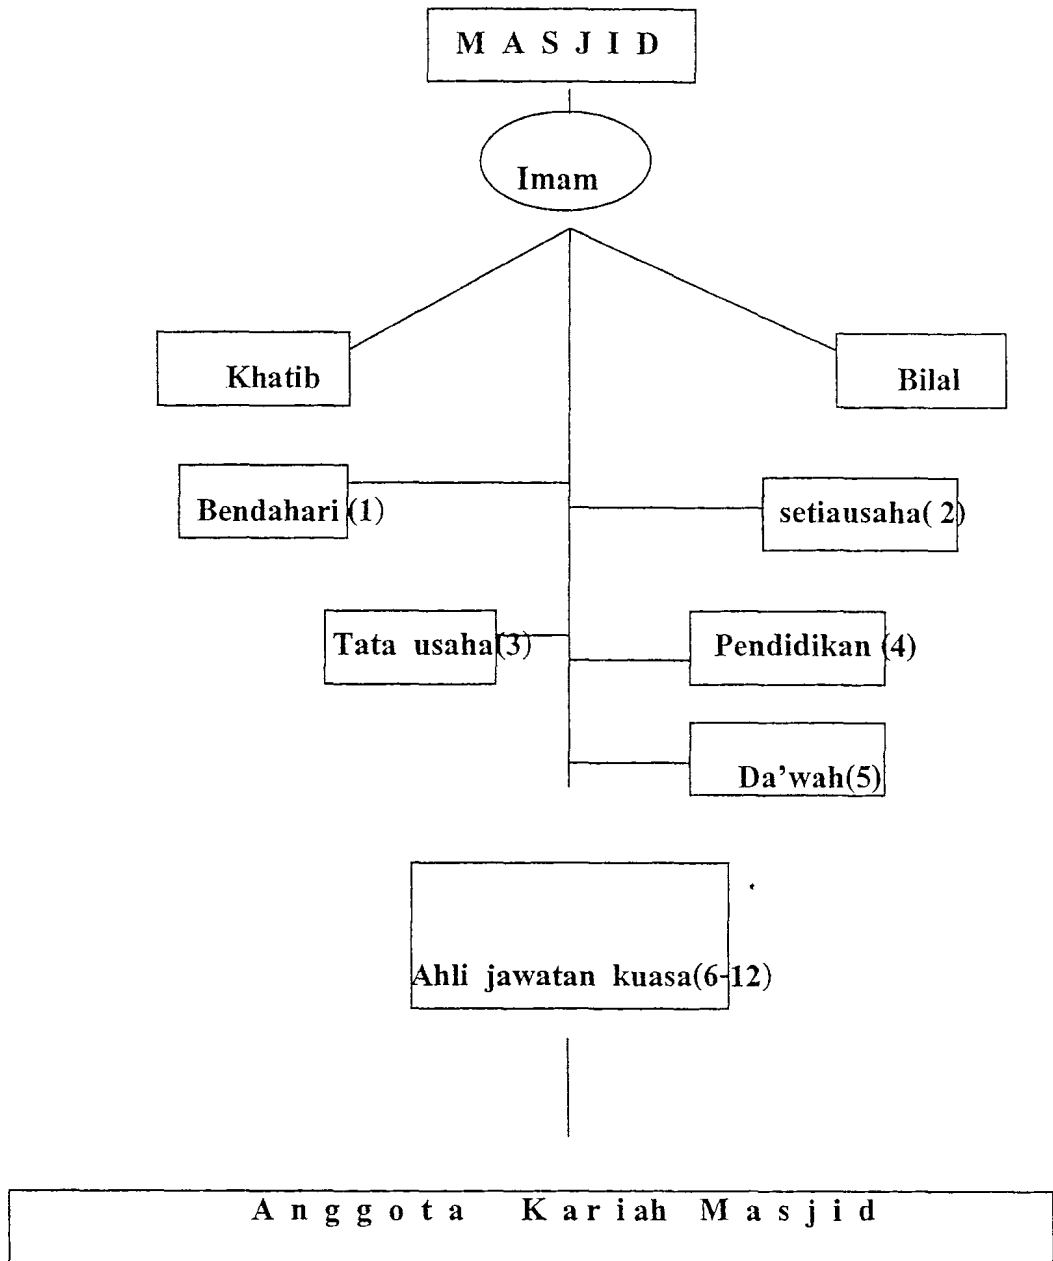 M A S J I D
Imam
Khatib
Bilal
Bendahari(1)
setiausaha( 2)
Tata usaha(3)
Pendidikan (4)
Da'wah(5)
Ahli jawatan kuasa(6-12)
A n g g o t a K a r i ah M a s j i d